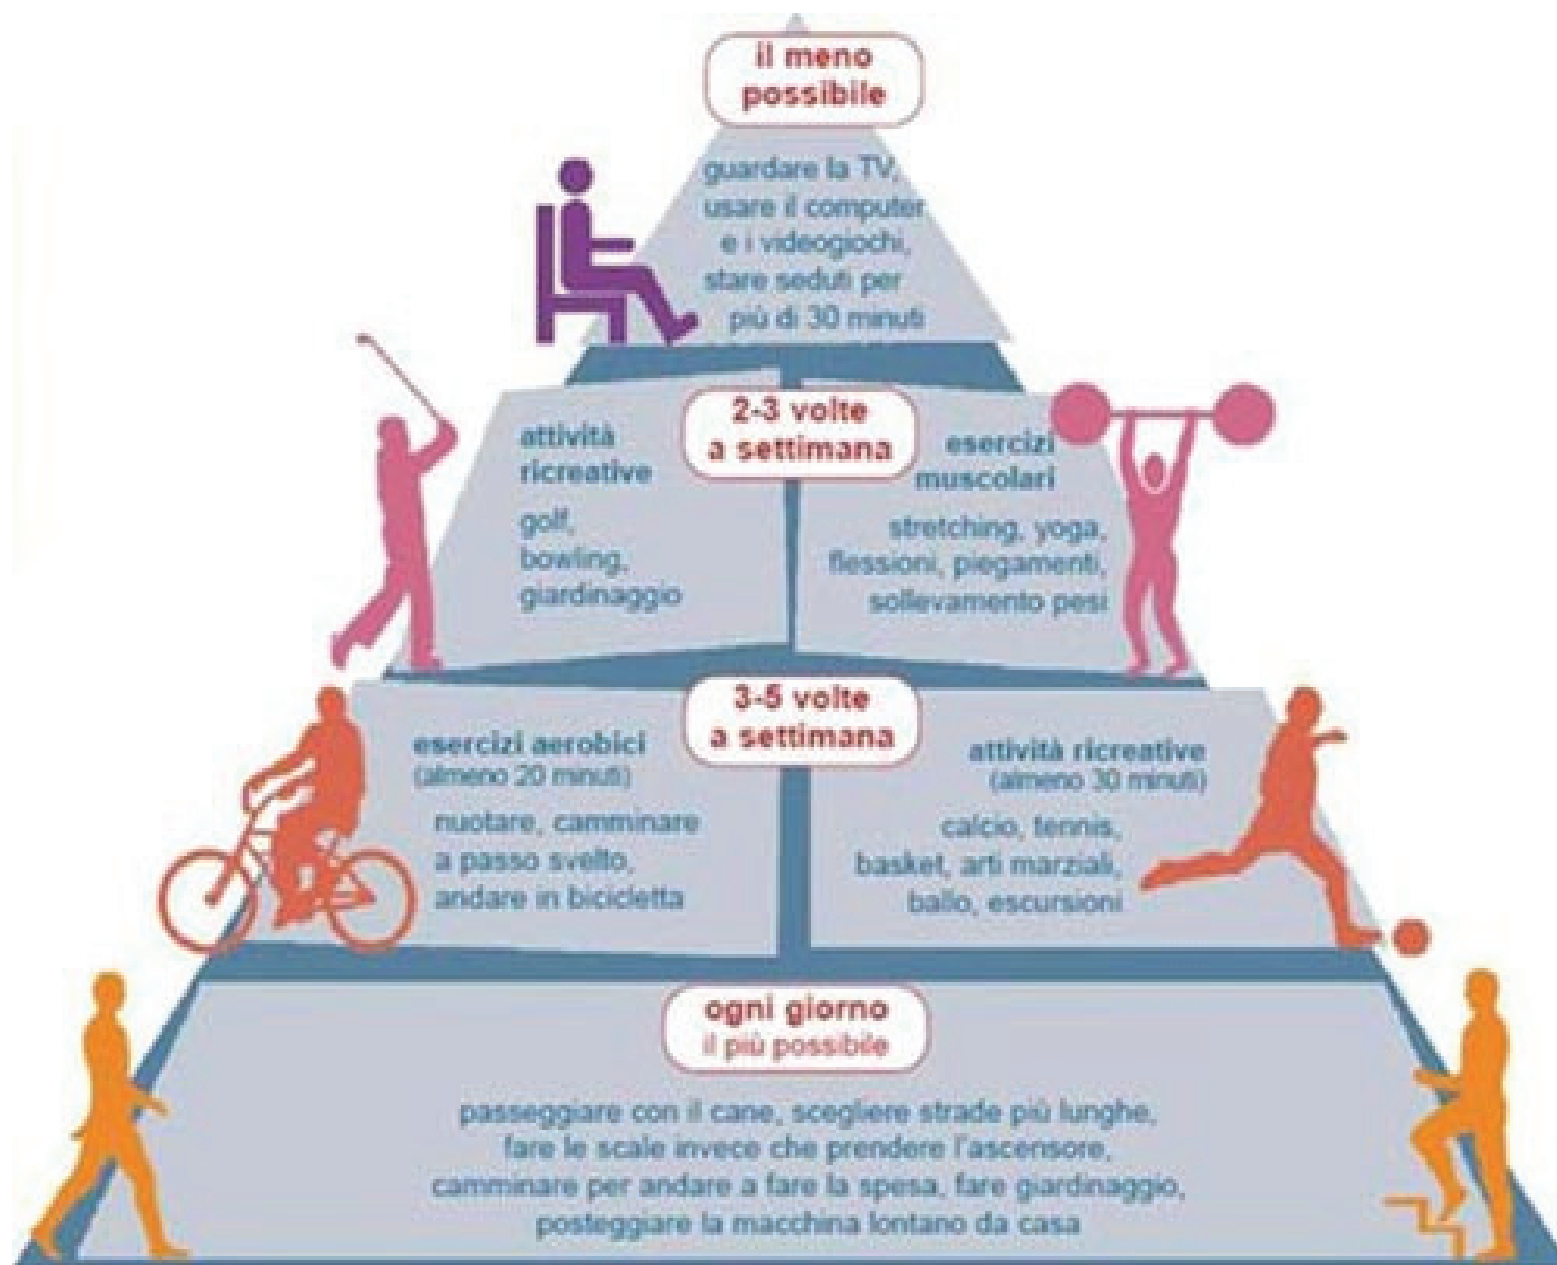 il meno
possibile
guardare la TV,
usare il computer
e i videogiochi,
stare seduti per
più di 30 minuti
2-3 volte
a settimana
attività
ricreative
golf,
bowling,
giardinaggio
esercizi
muscolari
stretching, yoga,
flessioni, piegamenti,
sollevamento pesi
3-5 volte
a settimana
esercizi aerobici
(almeno 20 minuti)
nuotare, camminare
a passo svelto,
andare in bicicletta
attività ricreative
(almeno 30 minuti)
calcio, tennis,
basket, arti marziali,
ballo, escursioni
ogni giorno
il più possibile
passeggiare con il cane, scegliere strade più lunghe,
fare le scale invece che prendere l'ascensore,
camminare per andare a fare la spesa, fare giardinaggio,
posteggiare la macchina lontano da casa